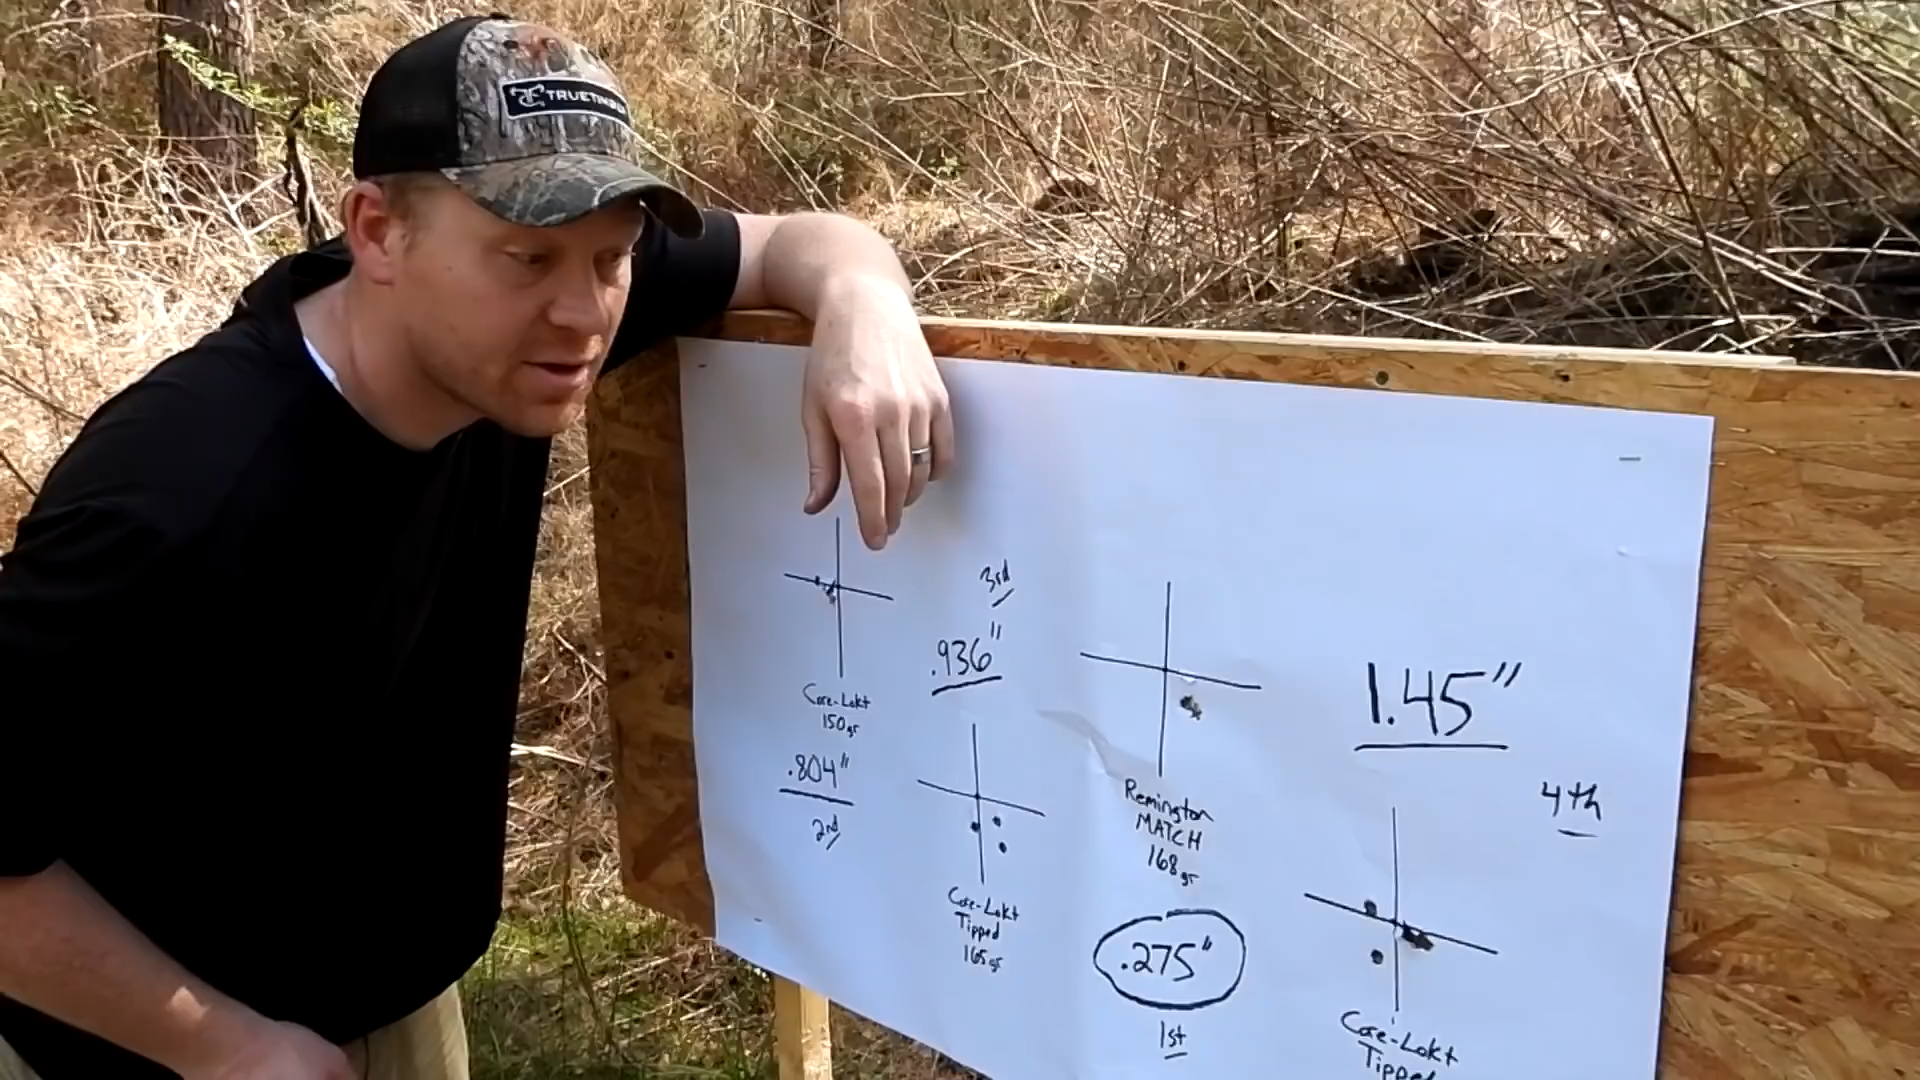 TRUETIMBER
Core-Lokt
150gr
.804"
2nd
3rd
.936"
Core-Lokt
Tipped
165gr
Remington
MATCH
168gr
.275"
1st
1.45"
4th
Core-Lokt
Tipped